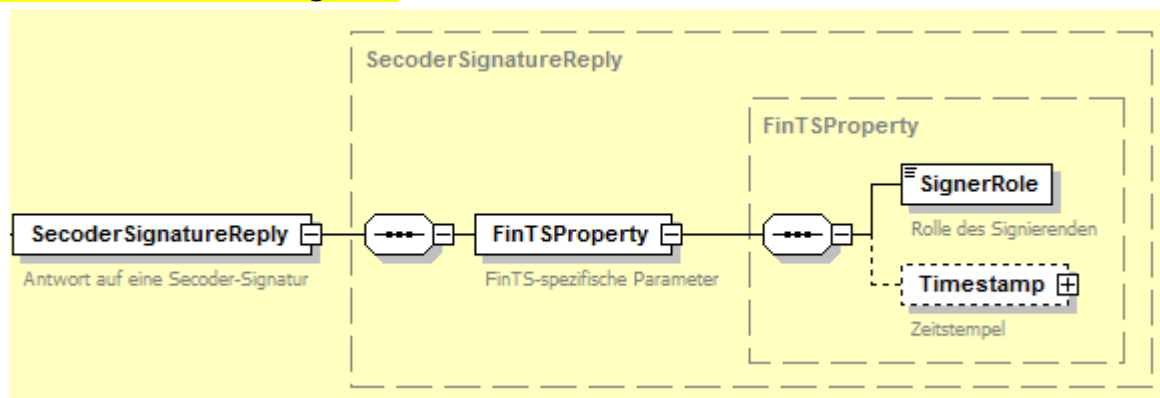 SecoderSignatureReply
FinTSProperty
SignerRole
SecoderSignatureReply
FinTSProperty
Rolle des Signierenden
Antwort auf eine Secoder-Signatur
FinTS-spezifische Parameter
Timestamp
Zeitstempel